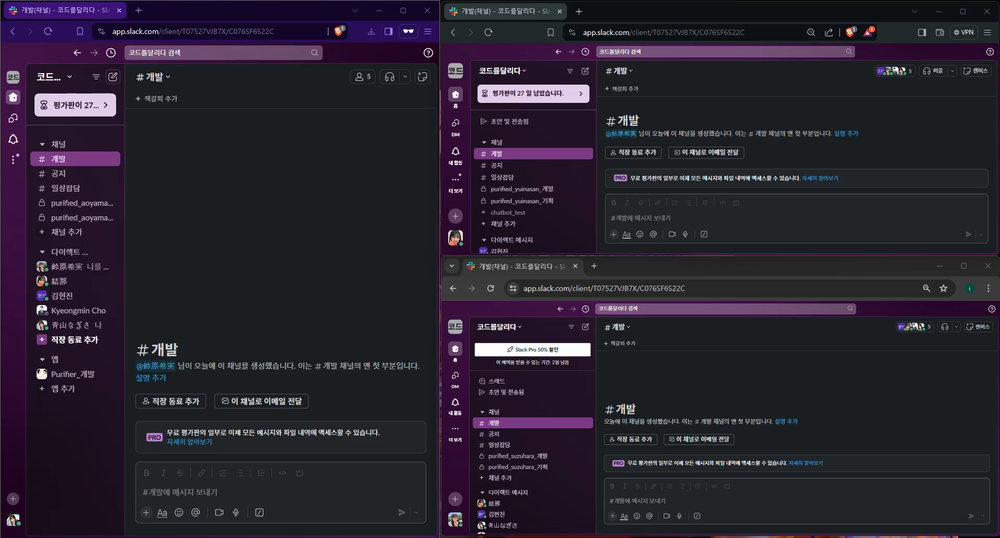 개발(채널) - 코드를달리다 - Sla
app.slack.com/client/T07527VJB7X/C076SF6S22C
1
코드를달리다 검색
코드
코드...
평가판이 27...
채널
# 개발
# 공지
# 일상잡담
purified_aoyama...
purified_aoyama...
+ 채널 추가
다이렉트 ...
鈴原希実 나를 ...
結那
현진 김현진
Kyeongmin Cho
青山なぎさ 나
+ 직장 동료 추가
앱
Purifier_개발
+ 앱 추가
# 개발
5
+ 책갈피 추가
# 개발
@鈴原希実 님이 오늘에 이 채널을 생성했습니다. 이는 # 개발 채널의 맨 첫 부분입니다.
설명 추가
직장 동료 추가
이 채널로 이메일 전달
PRO 무료 평가판의 일부로 이제 모든 메시지와 파일 내역에 액세스할 수 있습니다.
자세히 알아보기
B I S
#개발에 메시지 보내기
+ Aa @
개발(채널) - 코드를달리다 - Sla
app.slack.com/client/T07527VJB7X/C076SF6S22C
1
1
VPN
코드를달리다 검색
코드
홈
DM
내 활동
더 보기
코드를달리다
평가판이 27 일 남았습니다.
초안 및 전송됨
채널
# 개발
# 공지
# 일상잡담
purified_yuinasan_개발
purified_yuinasan_기획
+ chatbot_test
+ 채널 추가
다이렉트 메시지
현진 김현진
# 개발
현진 5
허들
캔버스
+ 책갈피 추가
# 개발
@鈴原希実 님이 오늘에 이 채널을 생성했습니다. 이는 # 개발 채널의 맨 첫 부분입니다. 설명 추가
직장 동료 추가
이 채널로 이메일 전달
PRO 무료 평가판의 일부로 이제 모든 메시지와 파일 내역에 액세스할 수 있습니다. 자세히 알아보기
B I S
#개발에 메시지 보내기
+ Aa @
개발(채널) - 코드를달리다 - Sla
app.slack.com/client/T07527VJB7X/C076SF6S22C
i
코드를달리다 검색
코드
홈
DM
내 활동
더 보기
코드를달리다
Slack Pro 50% 할인
이 혜택을 받을 수 있는 기간: 2일 남음
스레드
초안 및 전송됨
채널
# 개발
# 공지
# 일상잡담
purified_suzuhara_개발
purified_suzuhara_기획
+ 채널 추가
다이렉트 메시지
結那
현진 김현진
青山なぎさ
# 개발
현진 5
캔버스
+ 책갈피 추가
# 개발
오늘에 이 채널을 생성했습니다. 이는 # 개발 채널의 맨 첫 부분입니다. 설명 추가
직장 동료 추가
이 채널로 이메일 전달
PRO 무료 평가판의 일부로 이제 모든 메시지와 파일 내역에 액세스할 수 있습니다. 자세히 알아보기
B I S
#개발에 메시지 보내기
+ Aa @